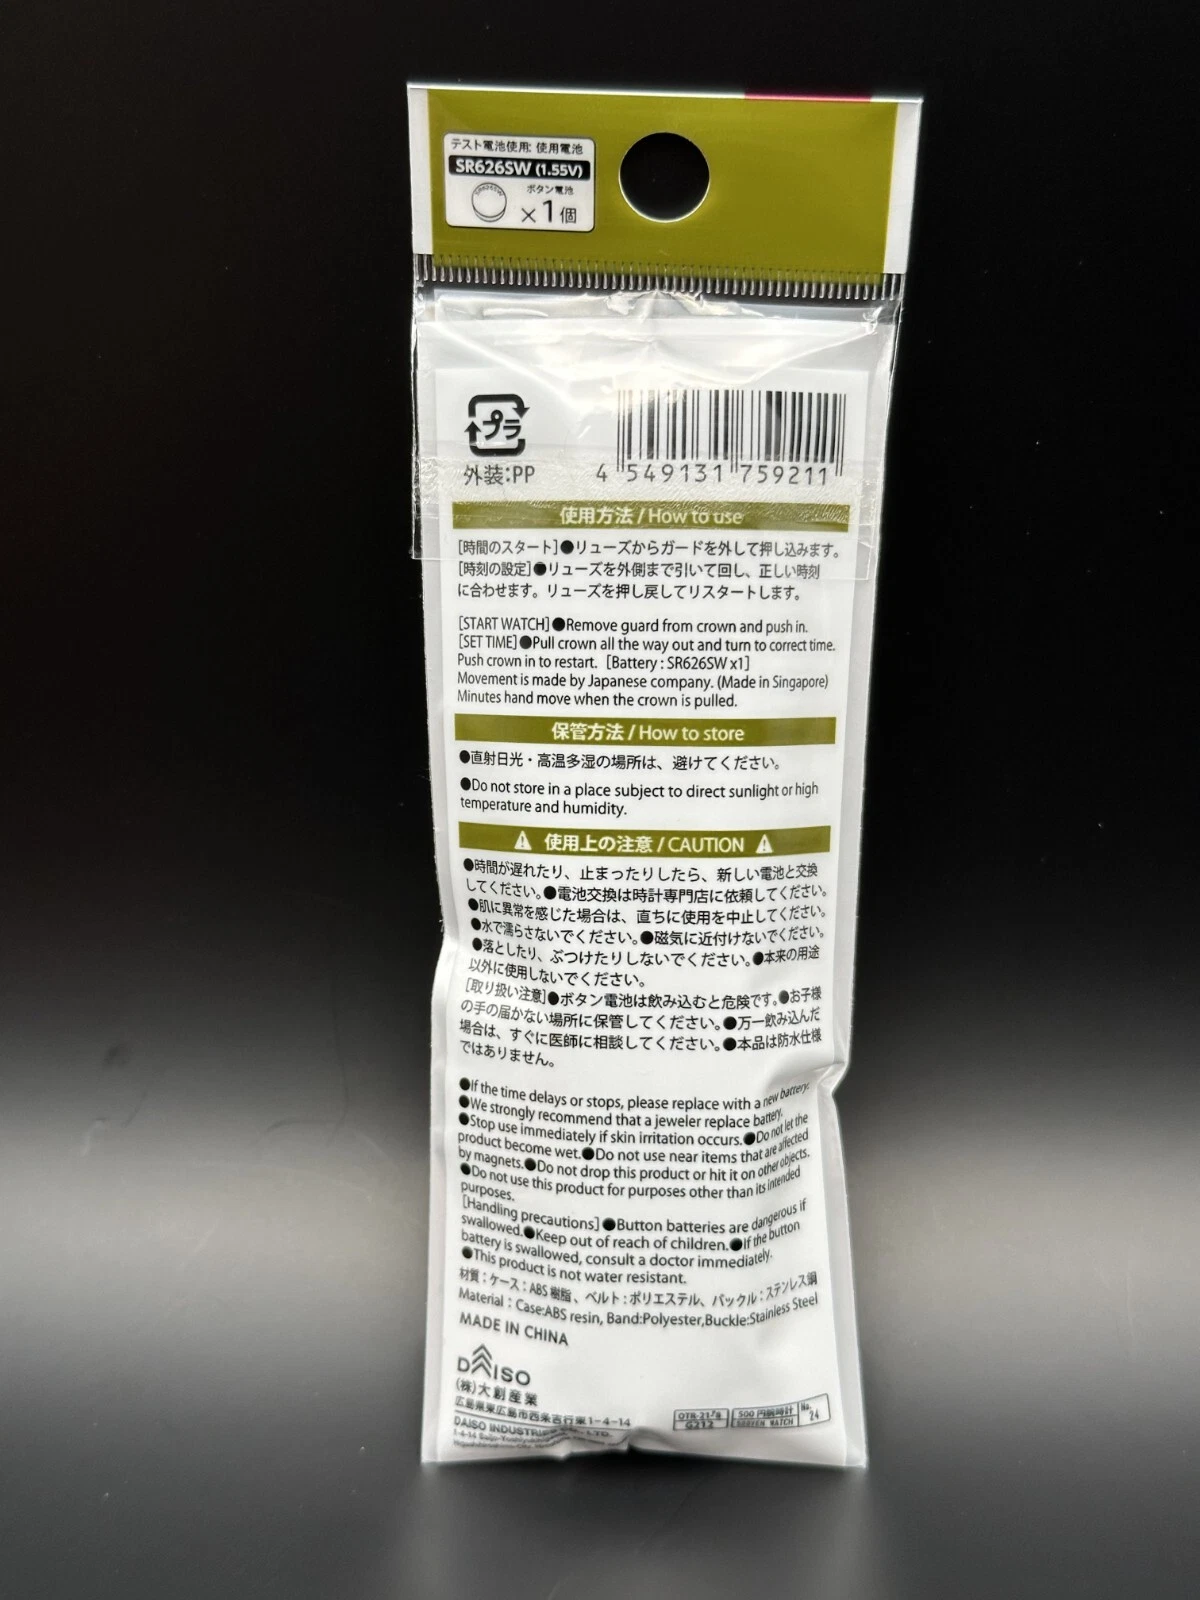 テスト電池使用: 使用電池
SR626SW (1.55V)
SR626SW
ボタン電池
×1個
プラ
外装:PP
4 549131 759211
使用方法 / How to use
[時間のスタート]●リューズからガードを外して押し込みます。
[時刻の設定]●リューズを外側まで引いて回し、正しい時刻
に合わせます。リューズを押し戻してリスタートします。
[START WATCH]●Remove guard from crown and push in.
[SET TIME]●Pull crown all the way out and turn to correct time.
Push crown in to restart. [Battery : SR626SW x1]
Movement is made by Japanese company. (Made in Singapore)
Minutes hand move when the crown is pulled.
保管方法 / How to store
●直射日光・高温多湿の場所は、避けてください。
●Do not store in a place subject to direct sunlight or high
temperature and humidity.
使用上の注意 / CAUTION
●時間が遅れたり、止まったりしたら、新しい電池と交換
してください。●電池交換は時計専門店に依頼してください。
●肌に異常を感じた場合は、直ちに使用を中止してください。
●水で濡らさないでください。●磁気に近付けないでください。
●落としたり、ぶつけたりしないでください。●本来の用途
以外に使用しないでください。
[取り扱い注意]●ボタン電池は飲み込むと危険です。●お子様
の手の届かない場所に保管してください。●万一飲み込んだ
場合は、すぐに医師に相談してください。●本品は防水仕様
ではありません。
●If the time delays or stops, please replace with a new battery.
●We strongly recommend that a jeweler replace battery.
●Stop use immediately if skin irritation occurs.●Do not let the
product become wet.●Do not use near items that are affected
by magnets.●Do not drop this product or hit it on other objects.
●Do not use this product for purposes other than its intended
purposes.
[Handling precautions]●Button batteries are dangerous if
swallowed.●Keep out of reach of children.●If the button
battery is swallowed, consult a doctor immediately.
●This product is not water resistant.
材質：ケース：ABS樹脂、ベルト：ポリエステル、バックル：ステンレス鋼
Material : Case:ABS resin, Band:Polyester,Buckle:Stainless Steel
MADE IN CHINA
DAISO
(株)大創産業
広島県東広島市西条吉行東1-4-14
DAISO INDUSTRIES LTD.
1-4-14 Saijo-Yoshiyuki
Higashihiroshima-City,
G212
500円腕時計
WATCH
No.
24